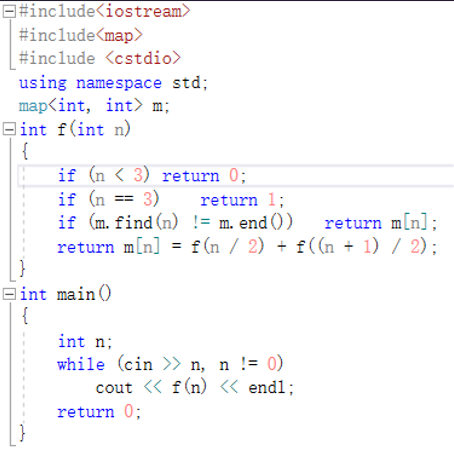 #include<iostream>
#include<map>
#include <cstdio>
using namespace std;
map<int, int> m;
int f(int n)
{
if (n < 3) return 0;
if (n == 3)    return 1;
if (m.find(n) != m.end())   return m[n];
return m[n] = f(n / 2) + f((n + 1) / 2);
}
int main()
{
int n;
while (cin >> n, n != 0)
cout << f(n) << endl;
return 0;
}